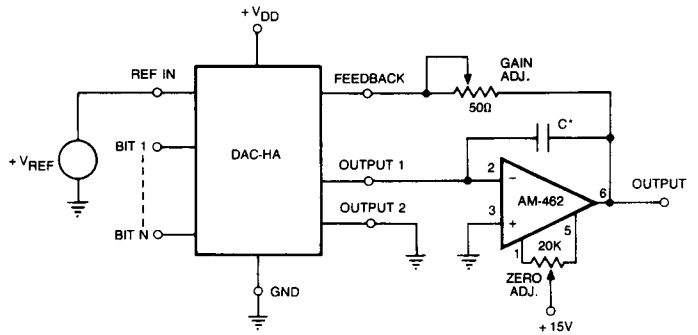 + VDD
REF IN
FEEDBACK
GAIN
ADJ.
50Ω
C*
+ VREF
BIT 1
DAC-HA
OUTPUT 1
2
−
AM-462
6
OUTPUT
OUTPUT 2
3
+
BIT N
1
20K
5
ZERO
ADJ.
GND
+ 15V